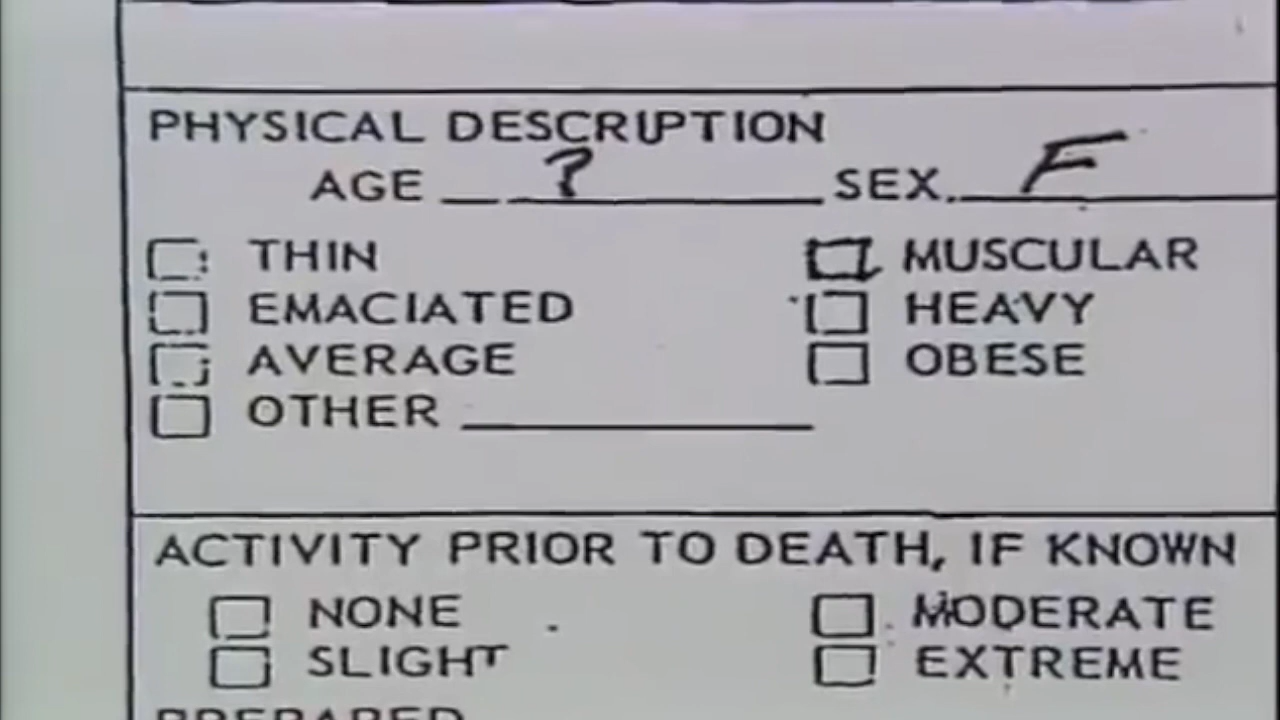 PHYSICAL DESCRIPTION
AGE ? SEX F
THIN MUSCULAR
EMACIATED HEAVY
AVERAGE OBESE
OTHER
ACTIVITY PRIOR TO DEATH, IF KNOWN
NONE MODERATE
SLIGHT EXTREME
PREPARED